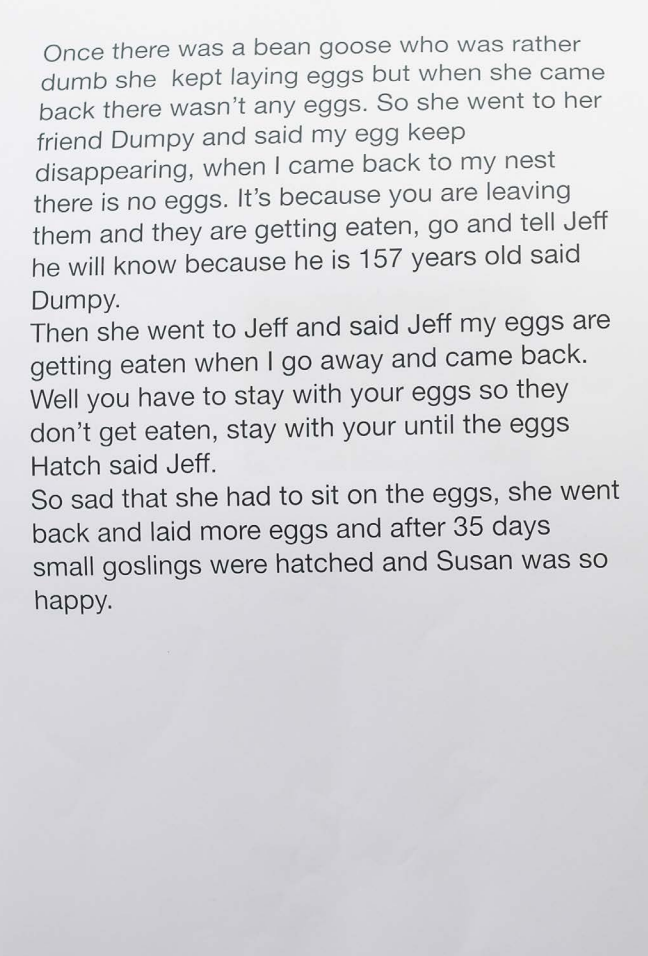 Once there was a bean goose who was rather
dumb she kept laying eggs but when she came
back there wasn't any eggs. So she went to her
friend Dumpy and said my egg keep
disappearing, when I came back to my nest
there is no eggs. It's because you are leaving
them and they are getting eaten, go and tell Jeff
he will know because he is 157 years old said
Dumpy.
Then she went to Jeff and said Jeff my eggs are
getting eaten when I go away and came back.
Well you have to stay with your eggs so they
don't get eaten, stay with your until the eggs
Hatch said Jeff.
So sad that she had to sit on the eggs, she went
back and laid more eggs and after 35 days
small goslings were hatched and Susan was so
happy.